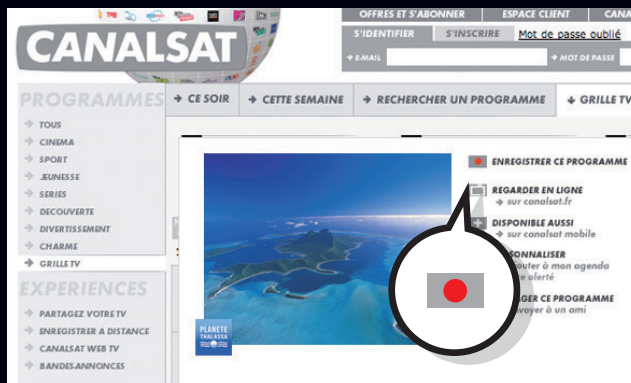 OFFRES ET S'ABONNER ESPACE CLIENT CANA
CANALSAT
S'IDENTIFIER S'INSCRIRE Mot de passe oublié
E-MAIL MOT DE PASSE
PROGRAMMES
CE SOIR CETTE SEMAINE RECHERCHER UN PROGRAMME GRILLE TV
TOUS
CINEMA
SPORT
JEUNESSE
SERIES
DECOUVERTE
DIVERTISSEMENT
CHARME
GRILLE TV
EXPERIENCES
PARTAGEZ VOTRE TV
ENREGISTRER A DISTANCE
CANALSAT WEB TV
BANDES-ANNONCES
PLANETE
THALASSA
ENREGISTRER CE PROGRAMME
REGARDER EN LIGNE
sur canalsat.fr
DISPONIBLE AUSSI
sur canalsat mobile
SONNALISER
outer à mon agenda
e alerté
AGER CE PROGRAMME
voyer à un ami